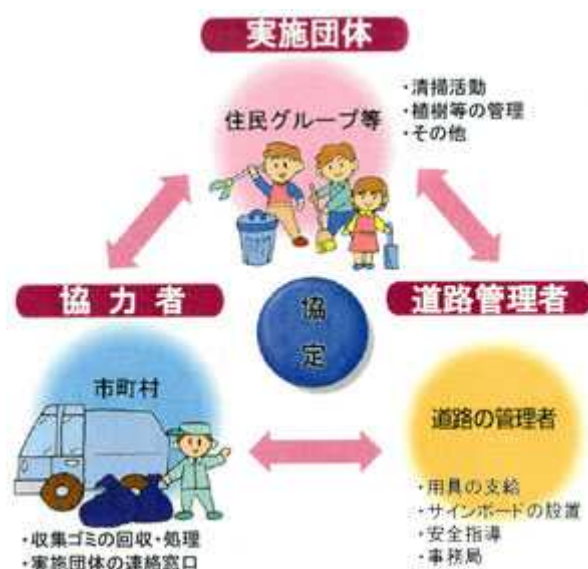 実施団体
住民グループ等
・清掃活動
・植樹等の管理
・その他
協力者
協定
道路管理者
市町村
道路の管理者
・収集ゴミの回収・処理
・実施団体の連絡窓口
・用具の支給
・サインボードの設置
・安全指導
・事務局